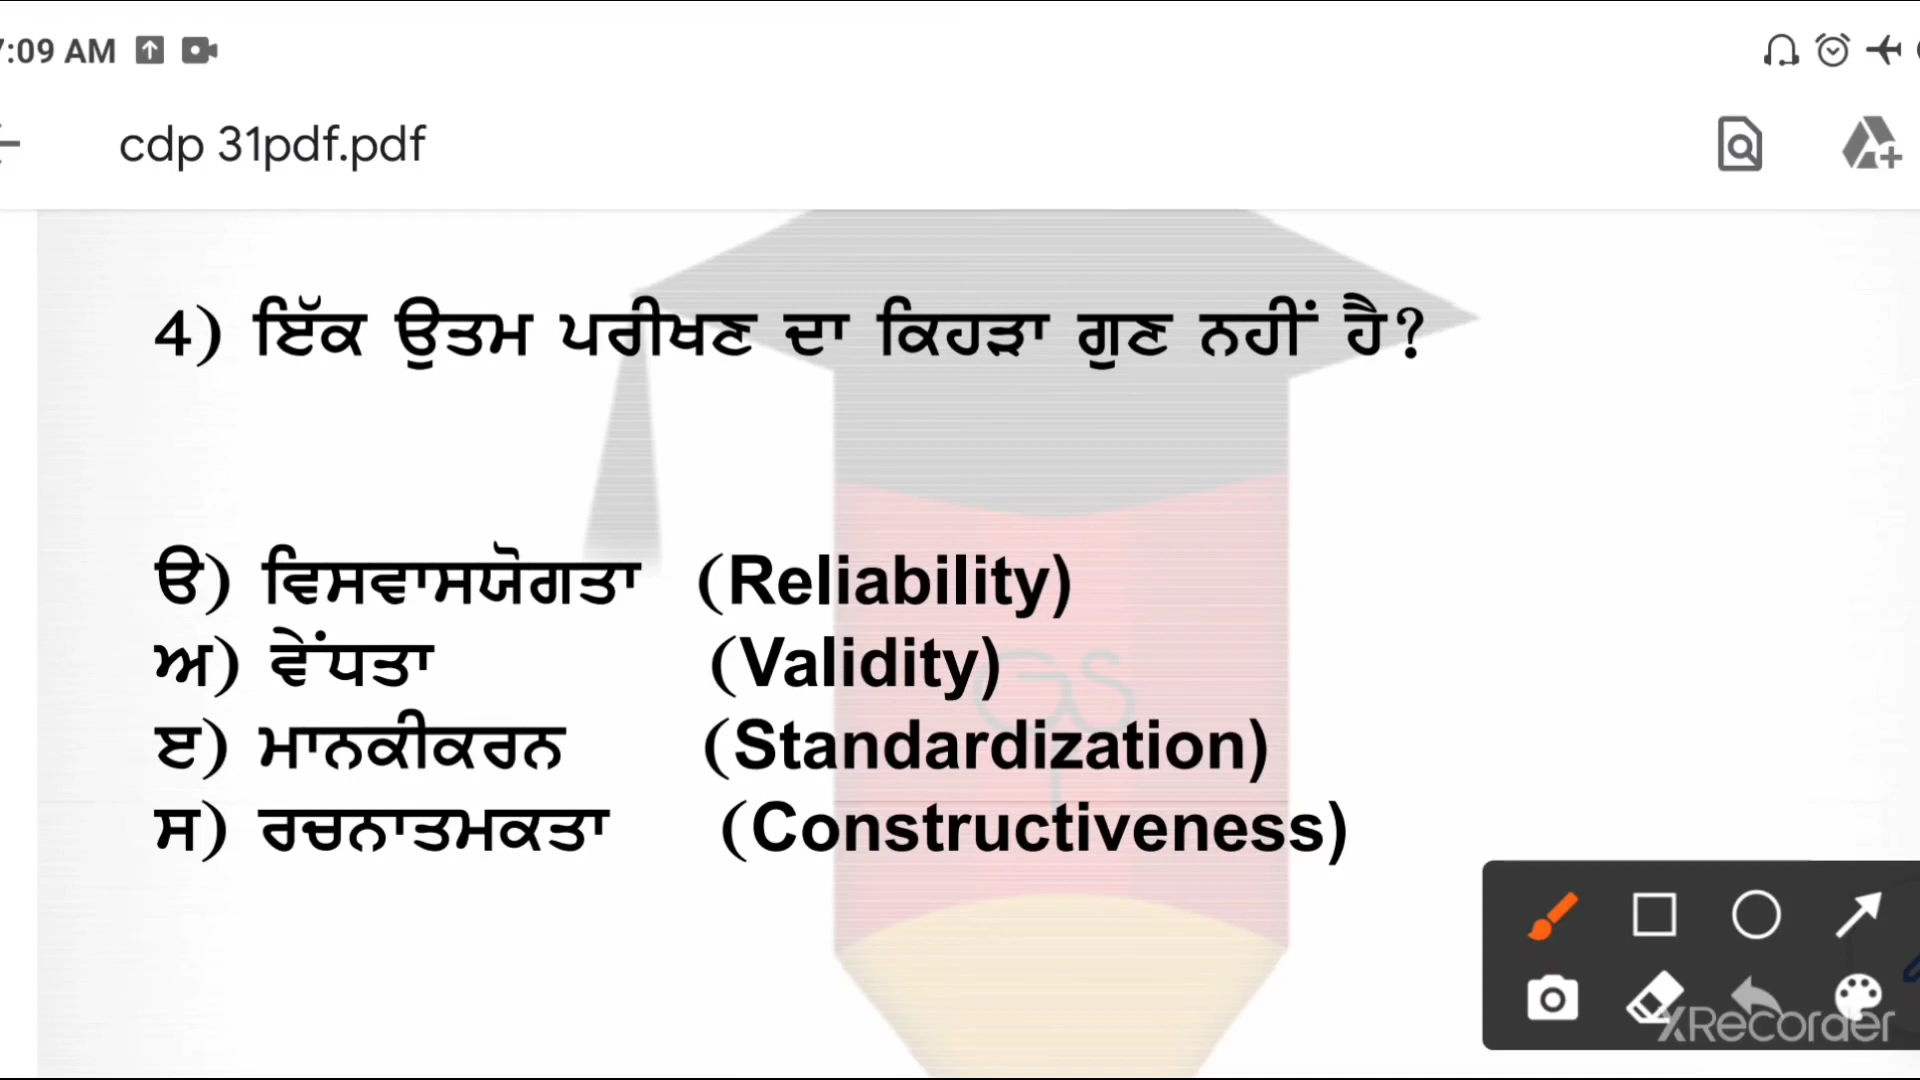 7:09 AM
cdp 31pdf.pdf
4) ਇੱਕ ਉਤਮ ਪਰੀਖਣ ਦਾ ਕਿਹੜਾ ਗੁਣ ਨਹੀਂ ਹੈ?
ੳ) ਵਿਸਵਾਸਯੋਗਤਾ (Reliability)
ਅ) ਵੇਂਧਤਾ (Validity)
ੲ) ਮਾਨਕੀਕਰਨ (Standardization)
ਸ) ਰਚਨਾਤਮਕਤਾ (Constructiveness)
XRecorder